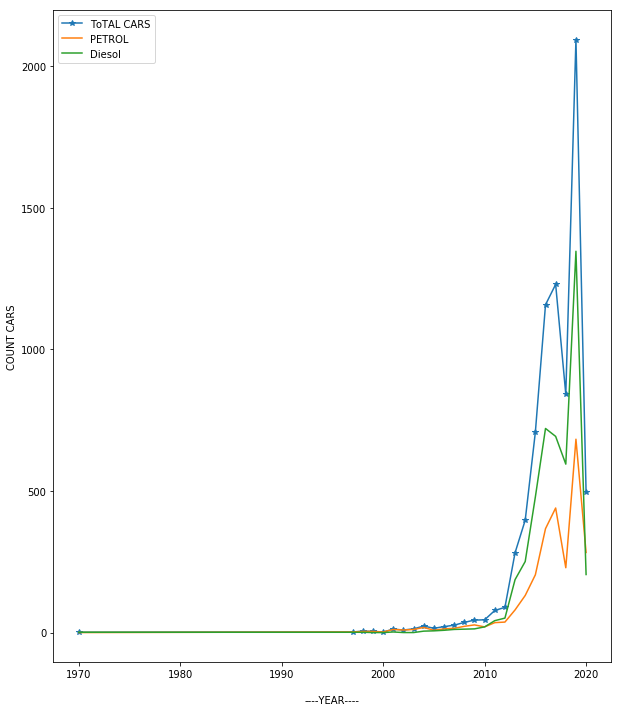 ToTAL CARS
PETROL
Diesol
2000
1500
1000
500
0
COUNT CARS
1970 1980 1990 2000 2010 2020
----YEAR----